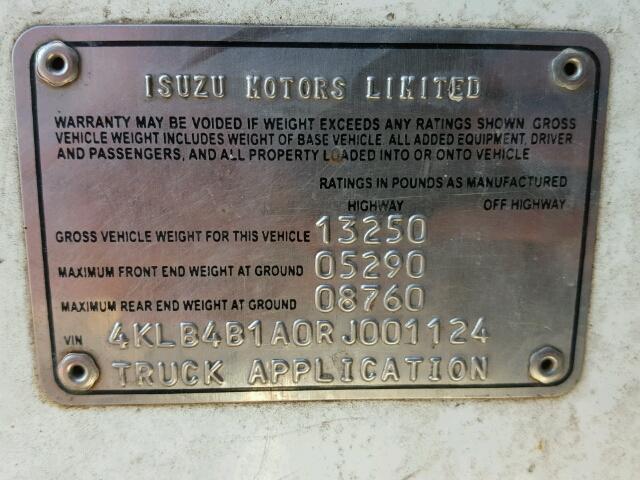 ISUZU MOTORS LIMITED
WARRANTY MAY BE VOIDED IF WEIGHT EXCEEDS ANY RATINGS SHOWN. GROSS
VEHICLE WEIGHT INCLUDES WEIGHT OF BASE VEHICLE, ALL ADDED EQUIPMENT, DRIVER
AND PASSENGERS, AND ALL PROPERTY LOADED INTO OR ONTO VEHICLE
RATINGS IN POUNDS AS MANUFACTURED
HIGHWAY OFF HIGHWAY
GROSS VEHICLE WEIGHT FOR THIS VEHICLE 13250
MAXIMUM FRONT END WEIGHT AT GROUND 05290
MAXIMUM REAR END WEIGHT AT GROUND 08760
VIN 4KLB4B1A0RJ001124
TRUCK APPLICATION